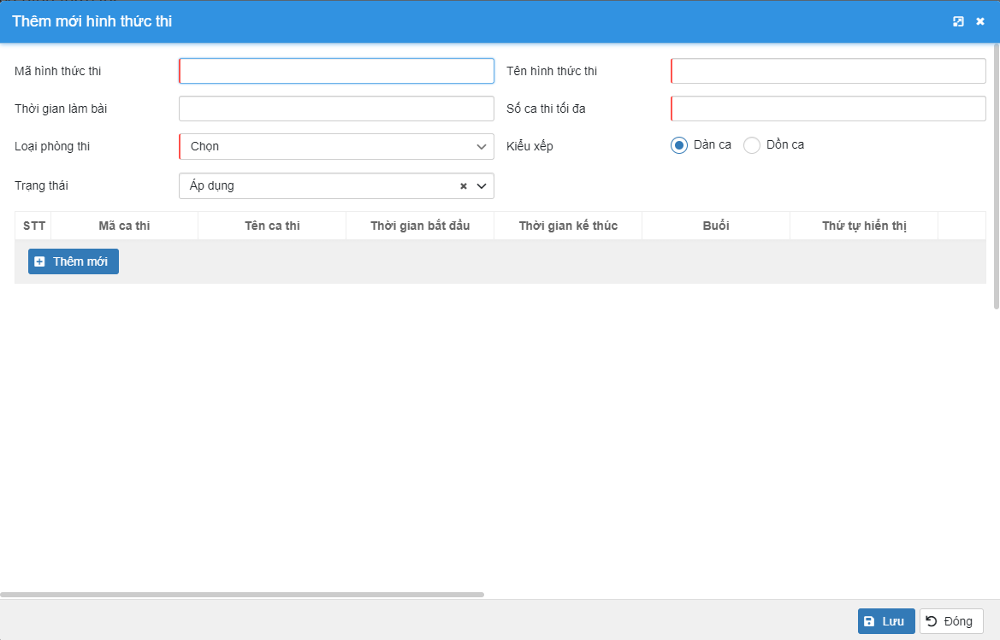 Thêm mới hình thức thi
Mã hình thức thi
Tên hình thức thi
Thời gian làm bài
Số ca thi tối đa
Loại phòng thi
Chọn
Kiểu xếp
Dàn ca
Dồn ca
Trạng thái
Áp dụng
STT
Mã ca thi
Tên ca thi
Thời gian bắt đầu
Thời gian kế thúc
Buổi
Thứ tự hiển thị
Thêm mới
Lưu
Đóng